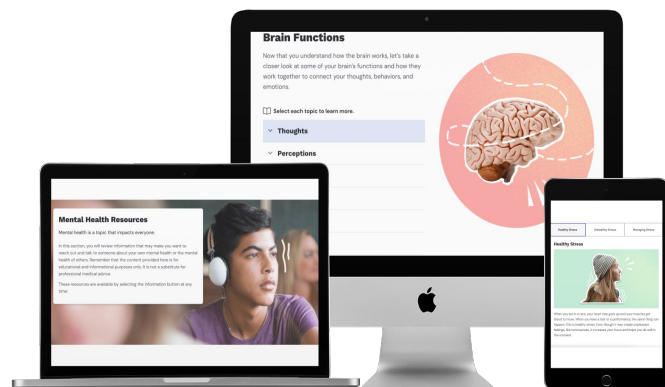 Brain Functions
Now that you understand how the brain works, let's take a
closer look at some of your brain's functions and how they
work together to connect your thoughts, behaviors, and
emotions.
Select each topic to learn more.
Thoughts
Perceptions
Mental Health Resources
Mental health is a topic that impacts everyone.
In this section, you will review information that may make you want to
reach out and talk to someone about your own mental health or the mental
health of others. Remember that the content provided here is for
educational and informational purposes only. It is not a substitute for
professional medical advice.
These resources are available by selecting the information button at any
time.
Healthy Stress Unhealthy Stress Managing Stress
Healthy Stress